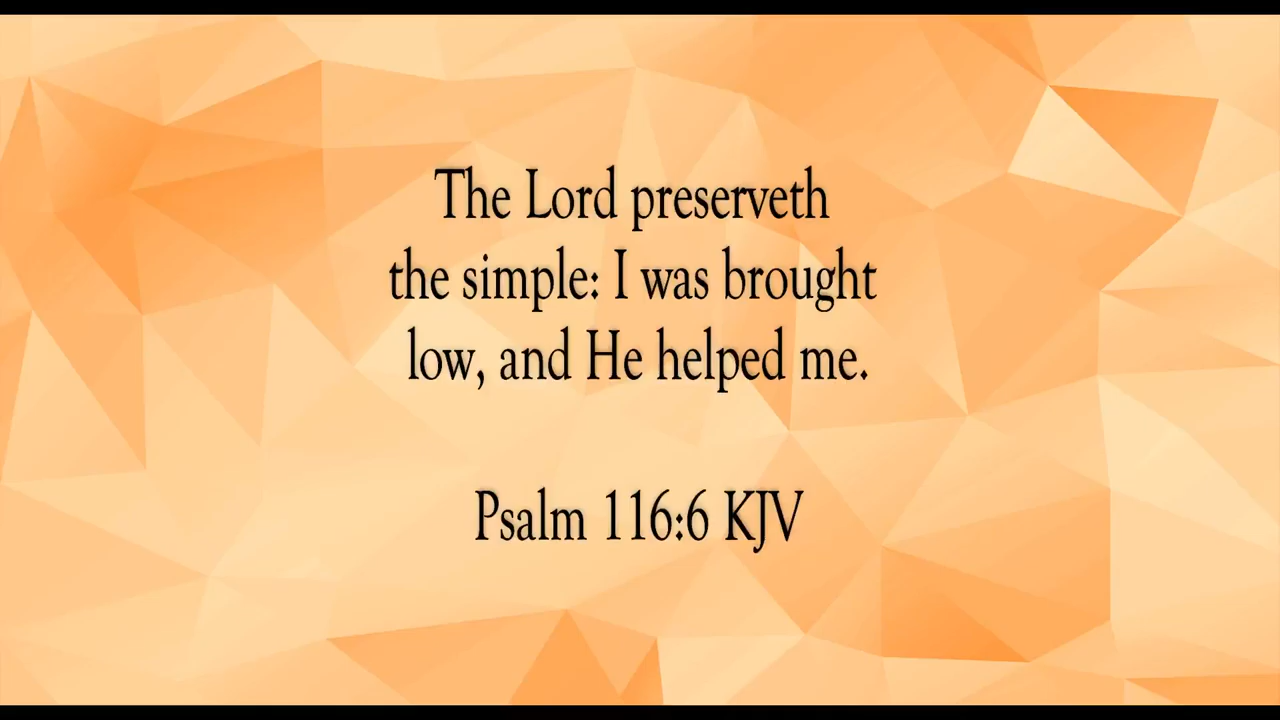 The Lord preserveth
the simple: I was brought
low, and He helped me.
Psalm 116:6 KJV